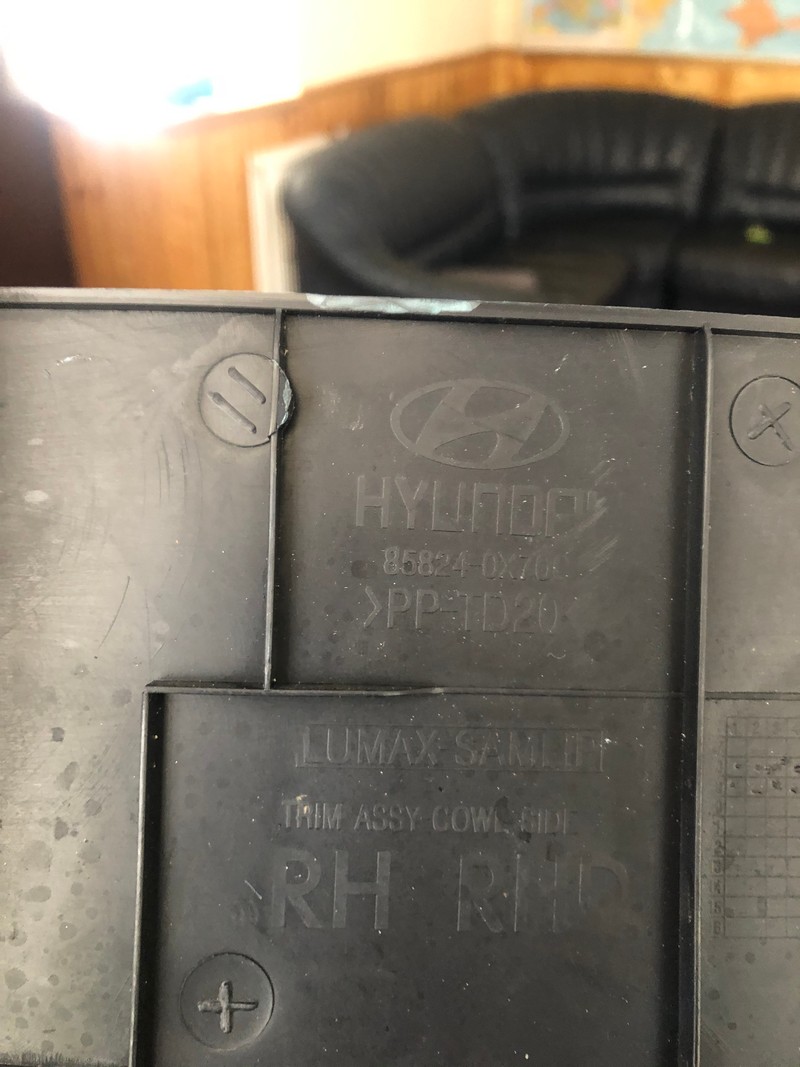 HYUNDAI
85824-0X70
>PP-TD20<
LUMAX SAMLIP
TRIM ASSY COWL SIDE
RH RHD